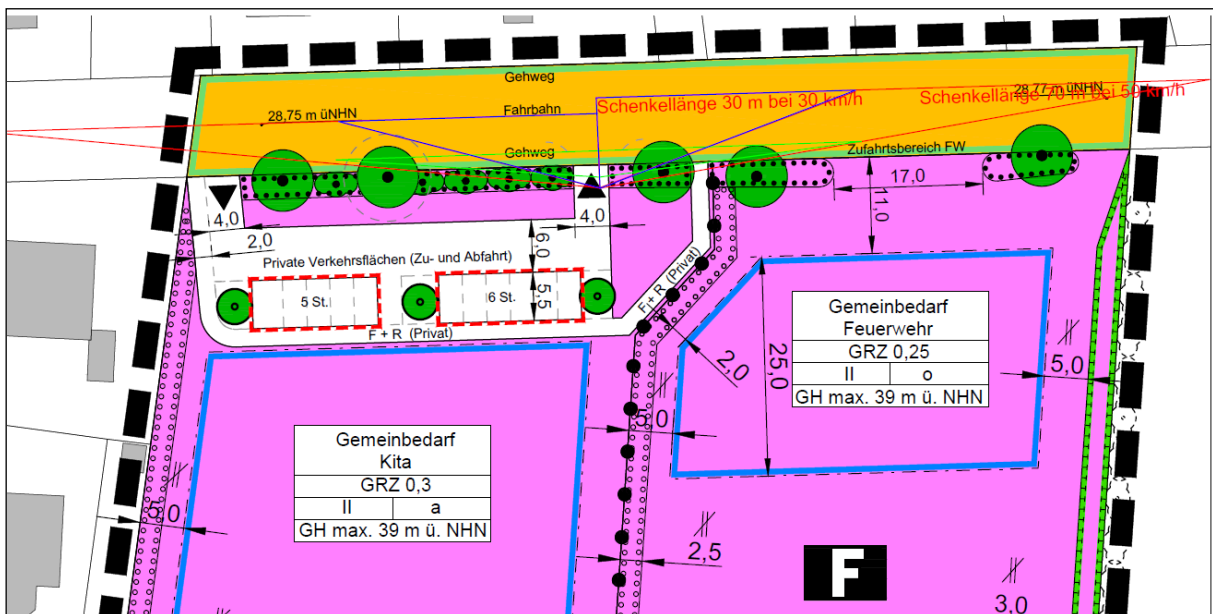 Gehweg
28,75 m üNHN
Fahrbahn
Schenkellänge 30 m bei 30 km/h
Schenkellänge 70 m bei 50 km/h
28,77 m üNHN
Gehweg
Zufahrtsbereich FW
17,0
11,0
4,0
4,0
2,0
6,0
Private Verkehrsflächen (Zu- und Abfahrt)
5 St.
6 St.
5,5
F + R (Privat)
F + R (Privat)
2,0
25,0
Gemeinbedarf
Feuerwehr
GRZ 0,25
II o
GH max. 39 m ü. NHN
5,0
5,0
Gemeinbedarf
Kita
GRZ 0,3
II a
GH max. 39 m ü. NHN
5,0
2,5
F
3,0